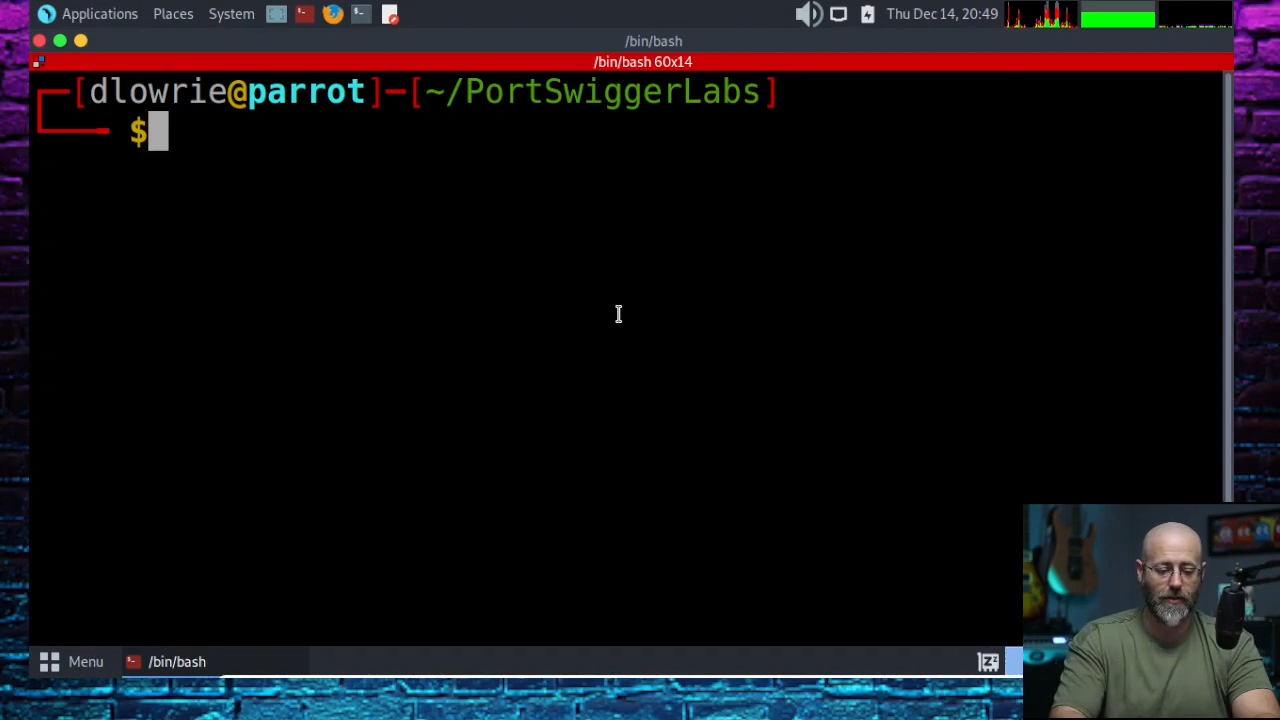 Applications Places System Thu Dec 14, 20:49
/bin/bash
/bin/bash 60x14
[dlowrie@parrot]-[~/PortSwiggerLabs]
$
Menu /bin/bash